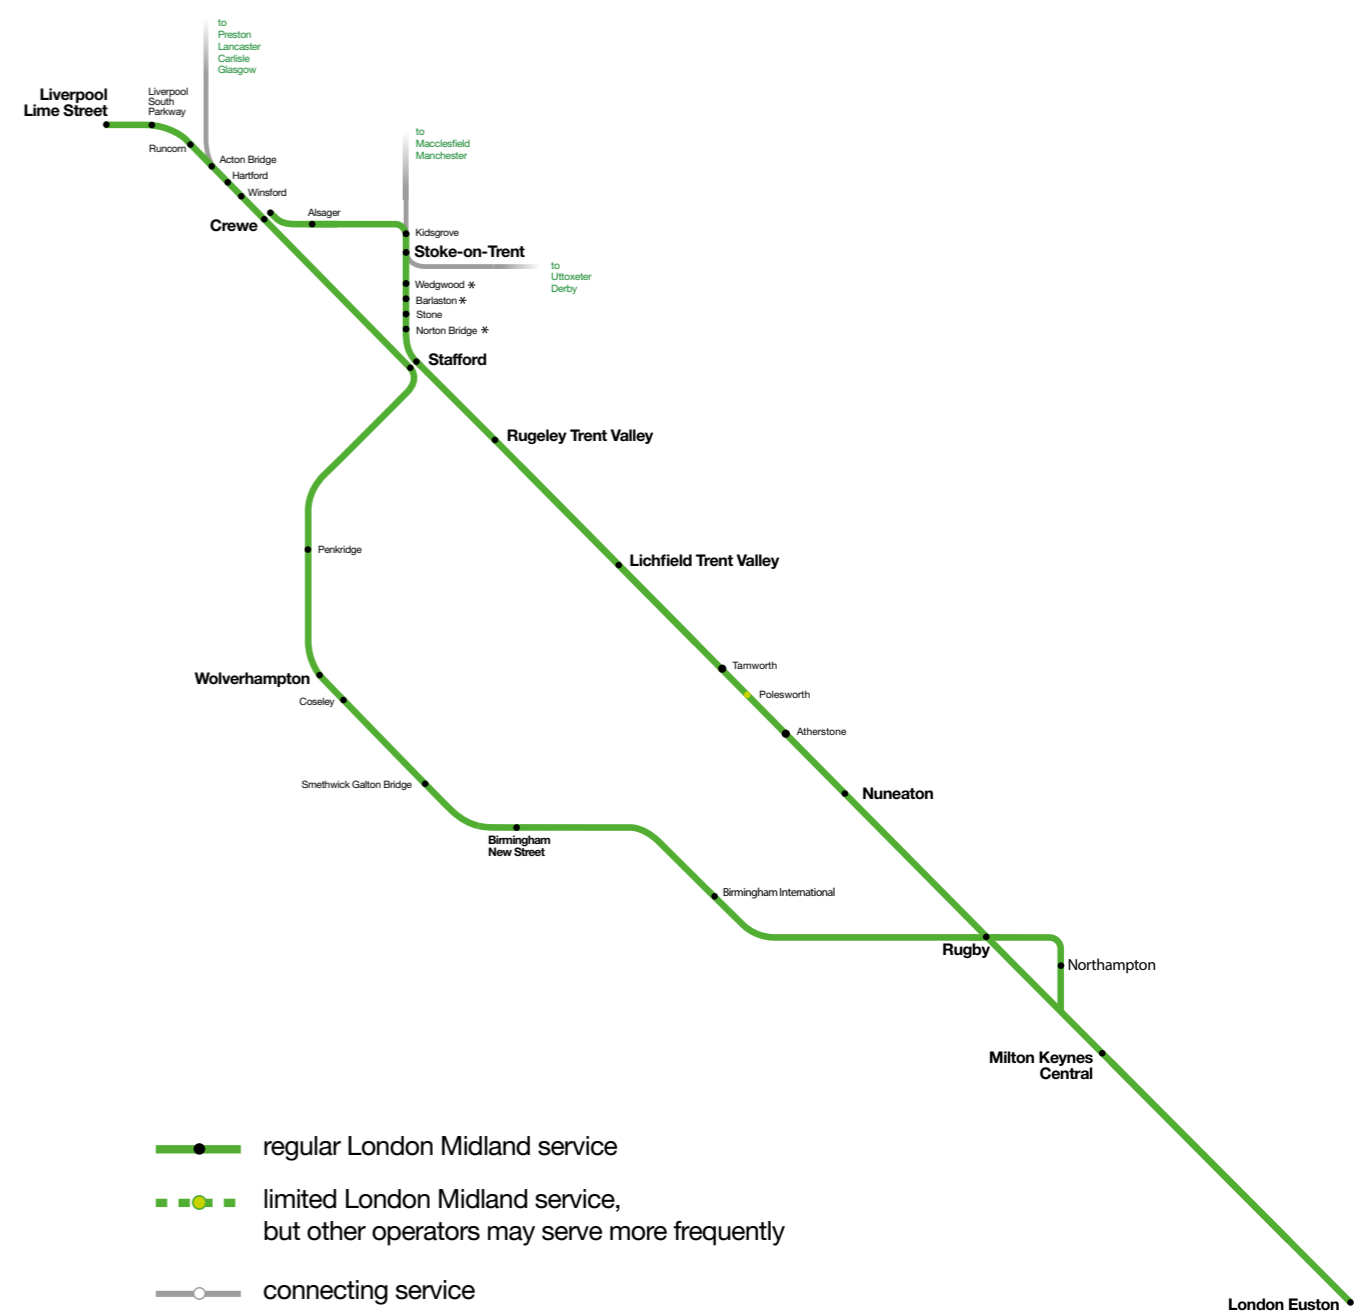 to
Preston
Lancaster
Carlisle
Glasgow
Liverpool
Lime Street
Liverpool
South
Parkway
Runcorn
Acton Bridge
Hartford
Winsford
Crewe
Alsager
to
Macclesfield
Manchester
Kidsgrove
Stoke-on-Trent
to
Uttoxeter
Derby
Wedgwood *
Barlaston *
Stone
Norton Bridge *
Stafford
Rugeley Trent Valley
Lichfield Trent Valley
Penkridge
Tamworth
Wolverhampton
Polesworth
Coseley
Atherstone
Smethwick Galton Bridge
Nuneaton
Birmingham
New Street
Birmingham International
Rugby
Northampton
Milton Keynes
Central
regular London Midland service
limited London Midland service,
but other operators may serve more frequently
connecting service
London Euston